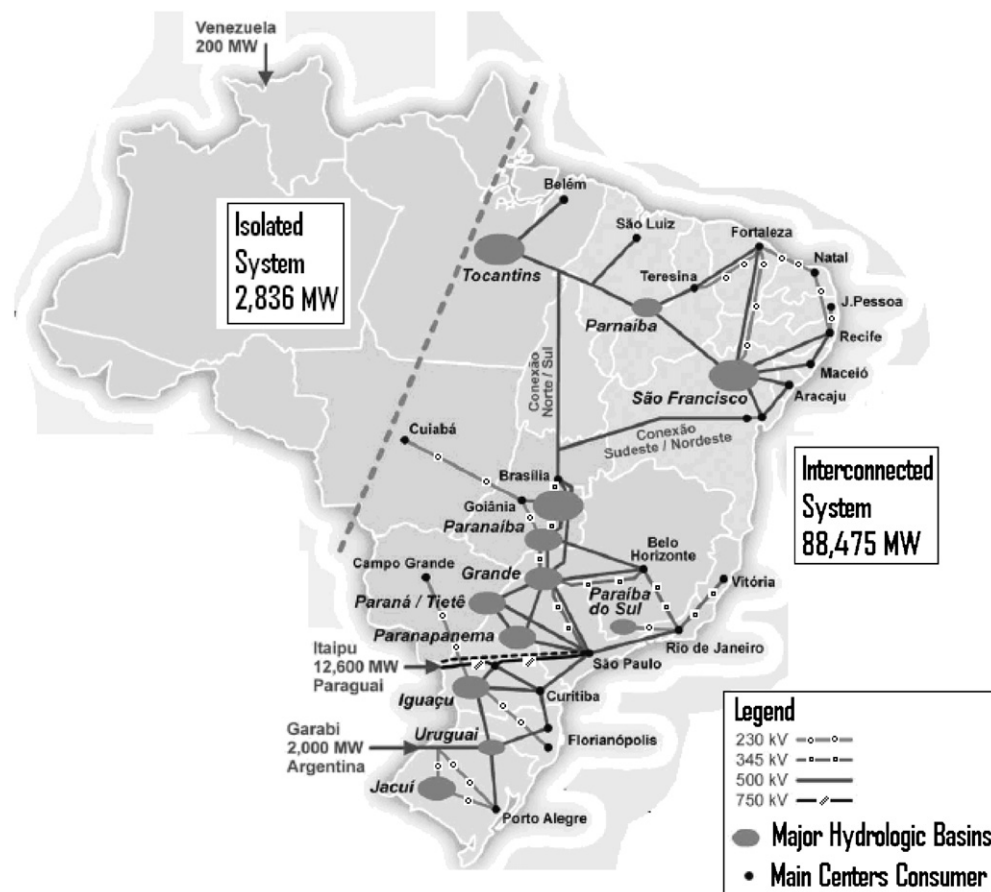 Venezuela
200 MW
Isolated
System
2,836 MW
Belém
São Luiz
Fortaleza
Tocantins
Teresina
Natal
J.Pessoa
Parnaíba
Recife
Conexão
Norte / Sul
Maceió
São Francisco
Aracaju
Cuiabá
Conexão
Sudeste / Nordeste
Brasília
Interconnected
System
88,475 MW
Goiânia
Paranaíba
Belo
Horizonte
Campo Grande
Grande
Vitória
Paraná / Tietê
Paraíba
do Sul
Paranapanema
Rio de Janeiro
Itaipu
12,600 MW
Paraguai
São Paulo
Iguaçu
Curitiba
Garabi
2,000 MW
Argentina
Uruguai
Florianópolis
Jacuí
Porto Alegre
Legend
230 kV
345 kV
500 kV
750 kV
Major Hydrologic Basins
Main Centers Consumer